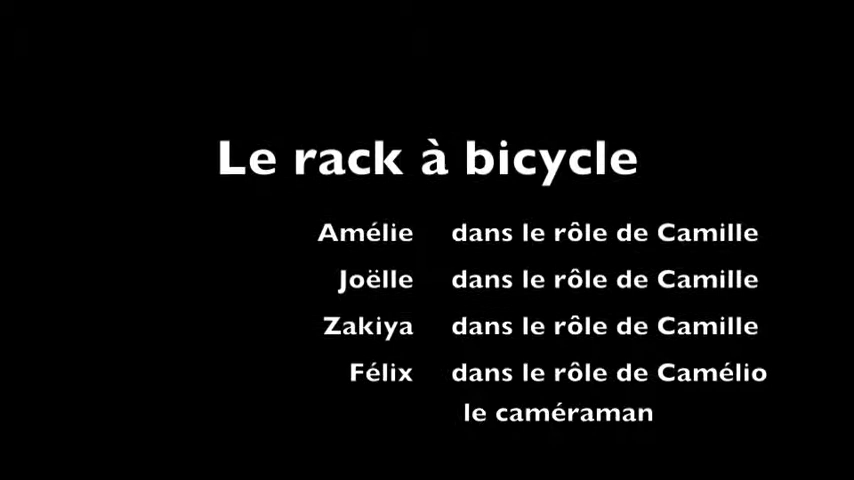 Le rack à bicycle
Amélie dans le rôle de Camille
Joëlle dans le rôle de Camille
Zakiya dans le rôle de Camille
Félix dans le rôle de Camélio
le caméraman